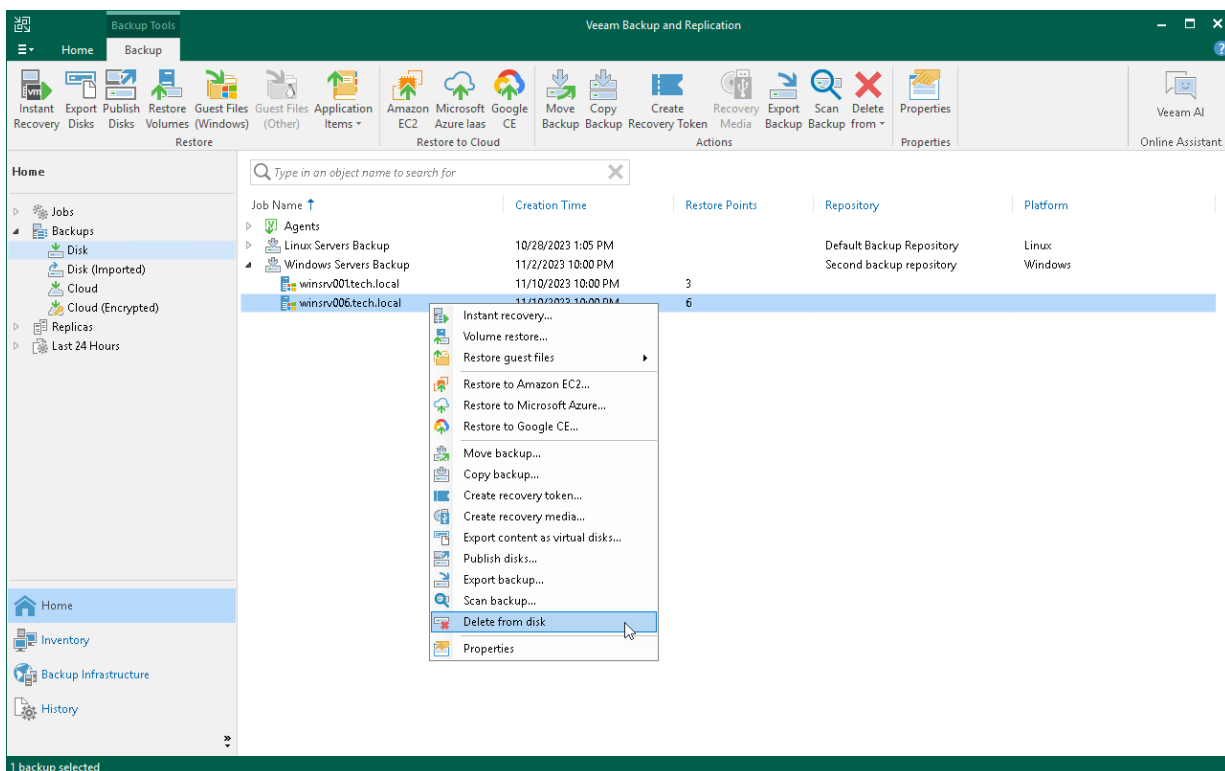 Backup Tools
Veeam Backup and Replication
Home
Backup
Instant Recovery
Export Disks
Publish Disks
Restore Volumes
Guest Files (Windows)
Guest Files (Other)
Application Items
Amazon EC2
Microsoft Azure Iaas
Google CE
Move Backup
Copy Backup
Create Recovery Token
Recovery Media
Export Backup
Scan Backup
Delete from
Properties
Veeam AI
Restore
Restore to Cloud
Actions
Properties
Online Assistant
Home
Type in an object name to search for
Jobs
Backups
Disk
Disk (Imported)
Cloud
Cloud (Encrypted)
Replicas
Last 24 Hours
Job Name Creation Time Restore Points Repository Platform
Agents
Linux Servers Backup 10/28/2023 1:05 PM Default Backup Repository Linux
Windows Servers Backup 11/2/2023 10:00 PM Second backup repository Windows
winsrv001.tech.local 11/10/2023 10:00 PM 3
winsrv006.tech.local 11/10/2023 10:00 PM 6
Instant recovery...
Volume restore...
Restore guest files
Restore to Amazon EC2...
Restore to Microsoft Azure...
Restore to Google CE...
Move backup...
Copy backup...
Create recovery token...
Create recovery media...
Export content as virtual disks...
Publish disks...
Export backup...
Scan backup...
Delete from disk
Properties
Home
Inventory
Backup Infrastructure
History
1 backup selected